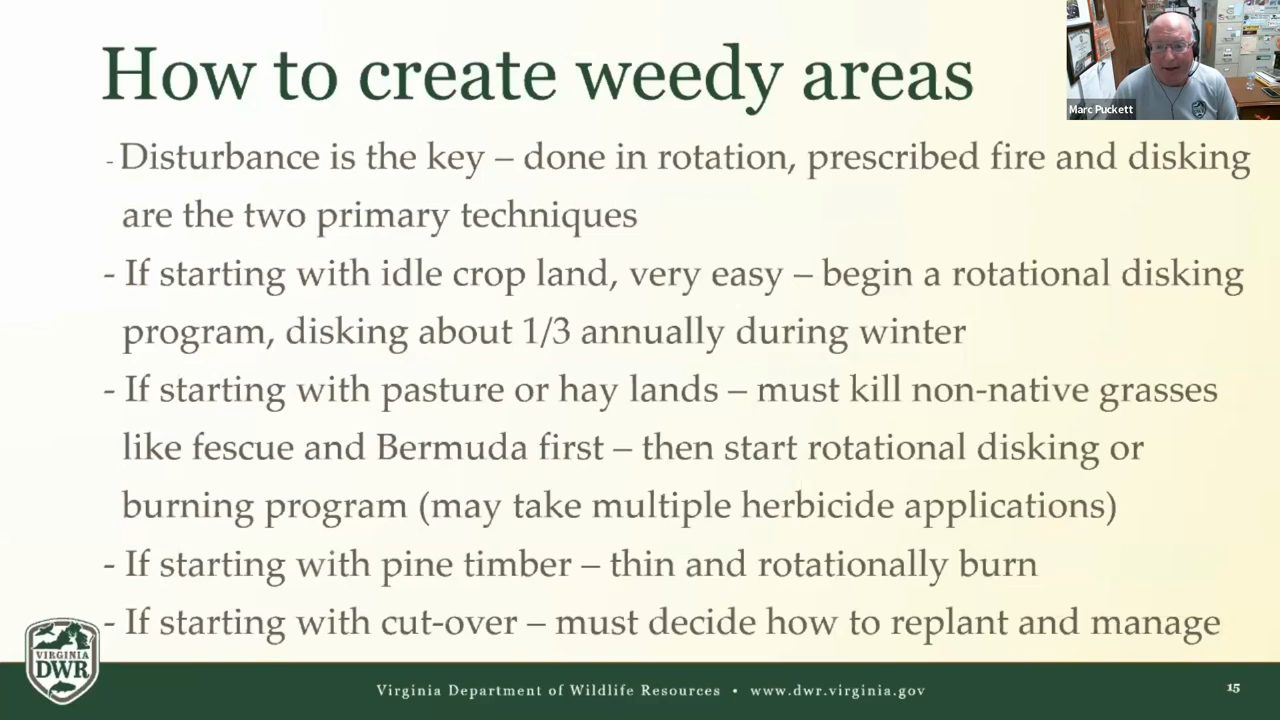 How to create weedy areas
Marc Puckett
- Disturbance is the key – done in rotation, prescribed fire and disking
are the two primary techniques
- If starting with idle crop land, very easy – begin a rotational disking
program, disking about 1/3 annually during winter
- If starting with pasture or hay lands – must kill non-native grasses
like fescue and Bermuda first – then start rotational disking or
burning program (may take multiple herbicide applications)
- If starting with pine timber – thin and rotationally burn
- If starting with cut-over – must decide how to replant and manage
VIRGINIA
DWR
Virginia Department of Wildlife Resources • www.dwr.virginia.gov
15